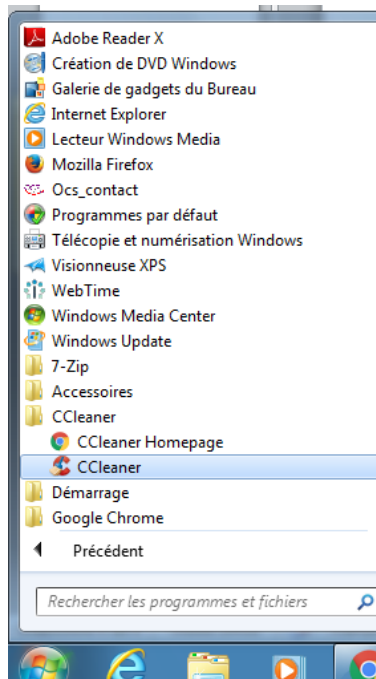 Adobe Reader X
Création de DVD Windows
Galerie de gadgets du Bureau
Internet Explorer
Lecteur Windows Media
Mozilla Firefox
Ocs_contact
Programmes par défaut
Télécopie et numérisation Windows
Visionneuse XPS
WebTime
Windows Media Center
Windows Update
7-Zip
Accessoires
CCleaner
CCleaner Homepage
CCleaner
Démarrage
Google Chrome
Précédent
Rechercher les programmes et fichiers